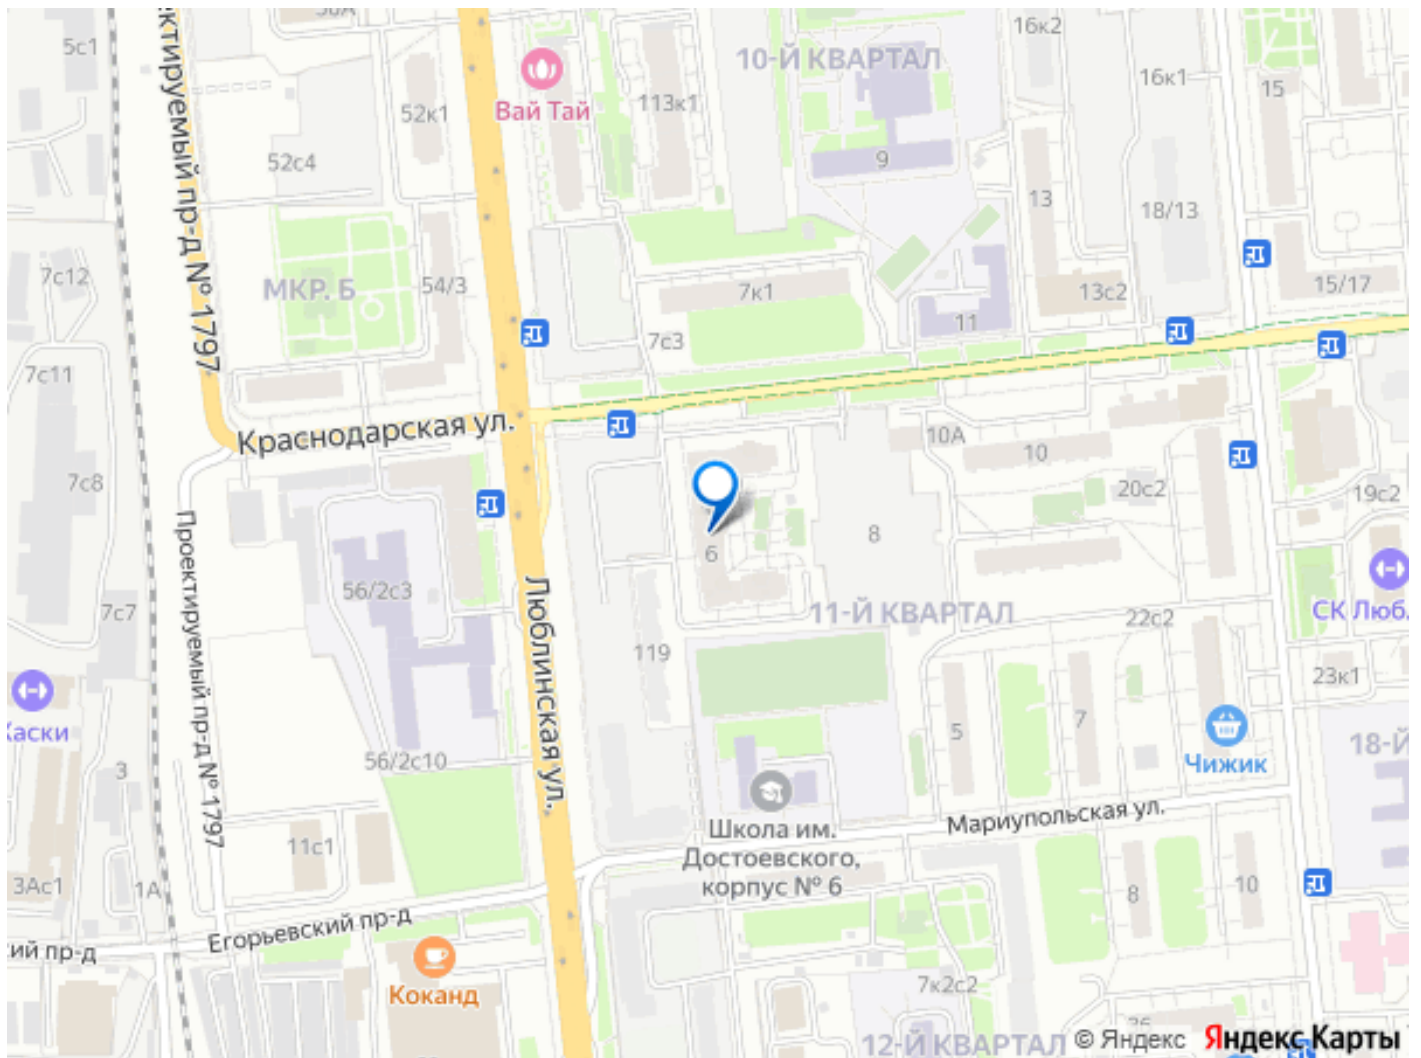 5с1
52к1
Вай Тай
113к1
10-Й КВАРТАЛ
16к2
16к1
15
52с4
9
13
18/13
7с12
МКР. Б
54/3
7к1
13с2
15/17
7с3
11
7с11
Проектируемый пр-д № 1797
Краснодарская ул.
10А
10
7с8
20с2
19с2
6
8
56/2с3
7с7
11-Й КВАРТАЛ
22с2
СК Любл.
119
23к1
Каски
Люблинская ул.
5
7
18-Й
56/2с10
Чижик
3
Мариупольская ул.
Школа им.
Достоевского,
корпус № 6
11с1
3Ас1
1А
8
10
Егорьевский пр-д
ий пр-д
Коканд
7к2с2
12-Й КВАРТАЛ
© Яндекс Яндекс Карты